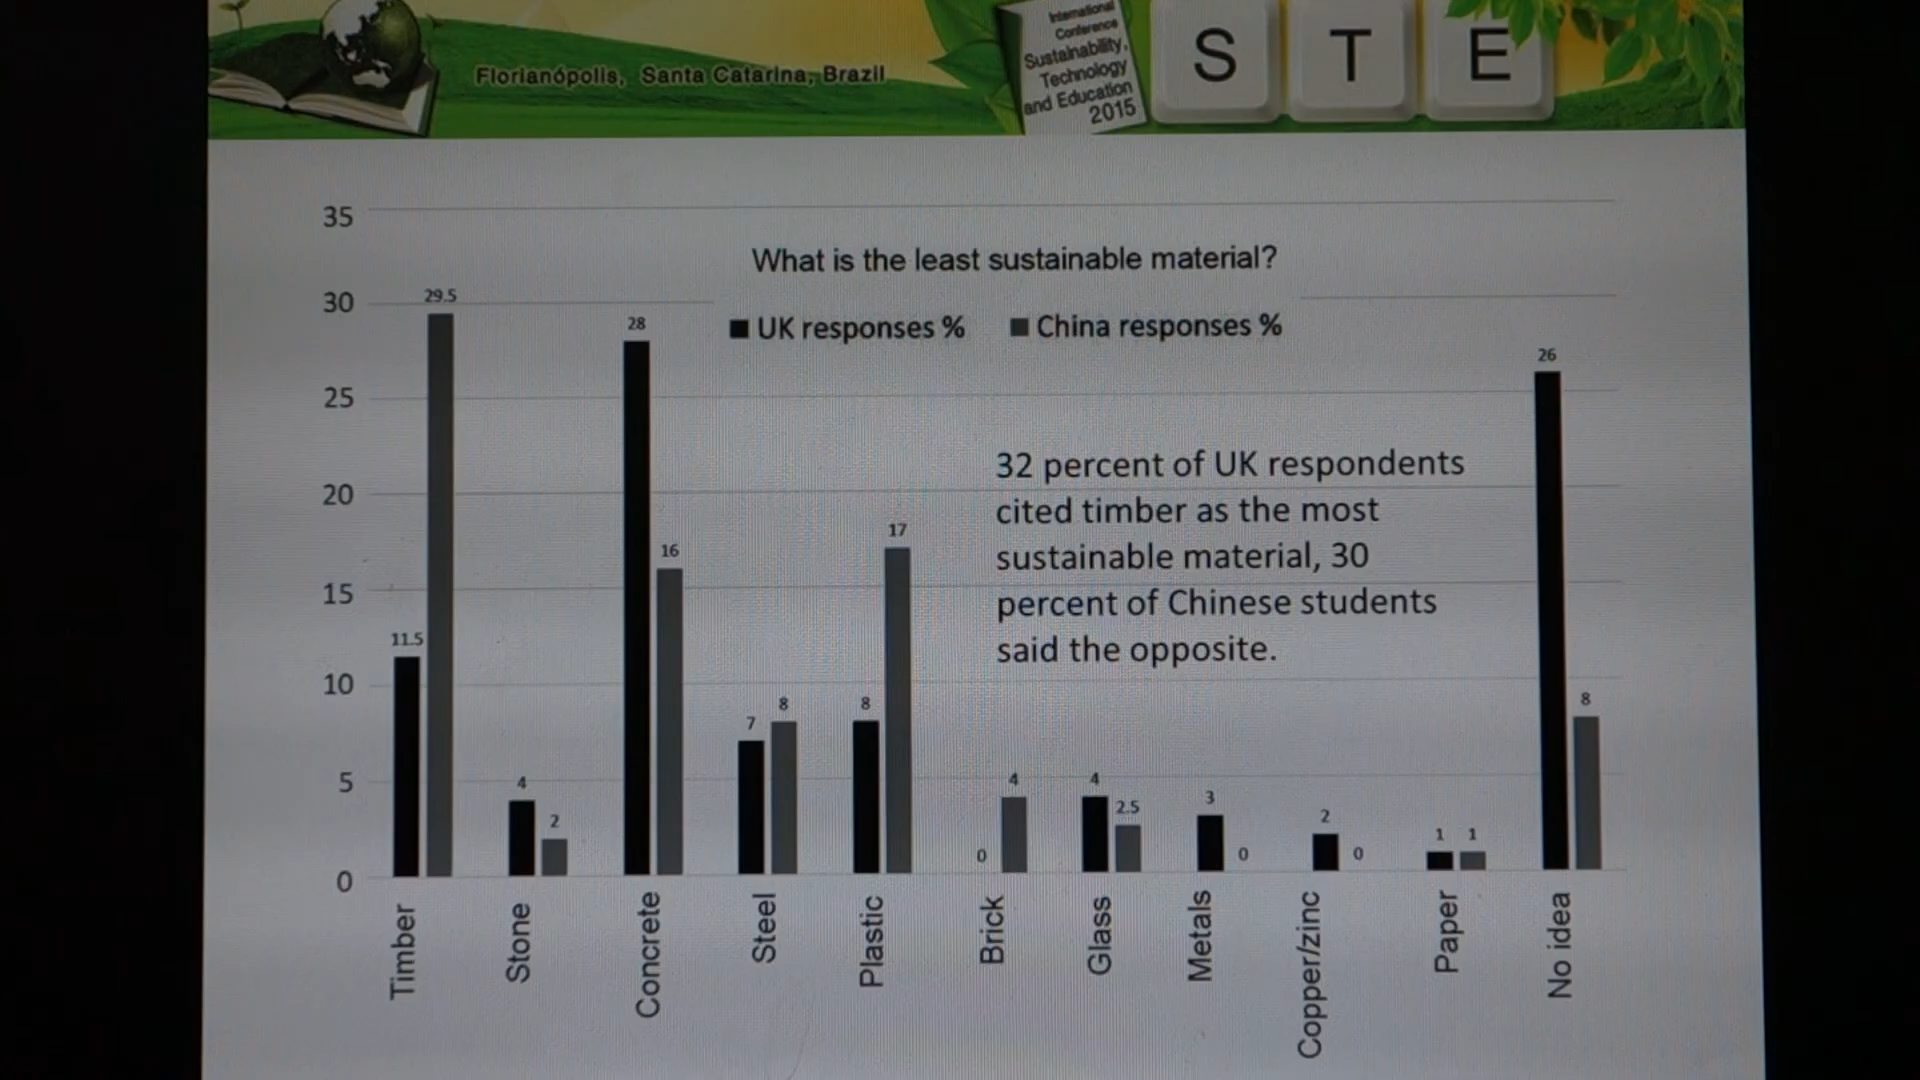 Florianópolis, Santa Catarina, Brazil
International
Conference
Sustainability,
Technology
and Education
2015
S T E
What is the least sustainable material?
UK responses % China responses %
35
30
25
20
15
10
5
0
11.5 29.5
4 2
28 16
7 8
8 17
0 4
4 2.5
3 0
2 0
1 1
26 8
32 percent of UK respondents
cited timber as the most
sustainable material, 30
percent of Chinese students
said the opposite.
Timber
Stone
Concrete
Steel
Plastic
Brick
Glass
Metals
Copper/zinc
Paper
No idea